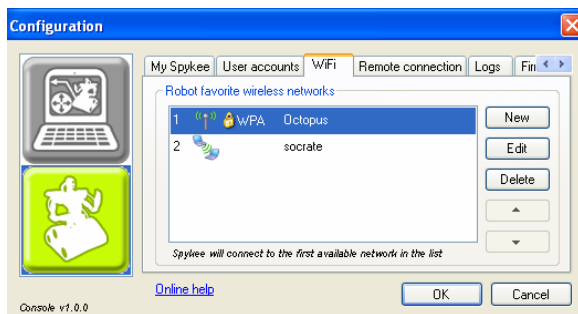 Configuration
My Spykee User accounts WiFi Remote connection Logs Fin
Robot favorite wireless networks
1 WPA Octopus
2 socrate
New
Edit
Delete
Spykee will connect to the first available network in the list
Online help
OK Cancel
Console v1.0.0